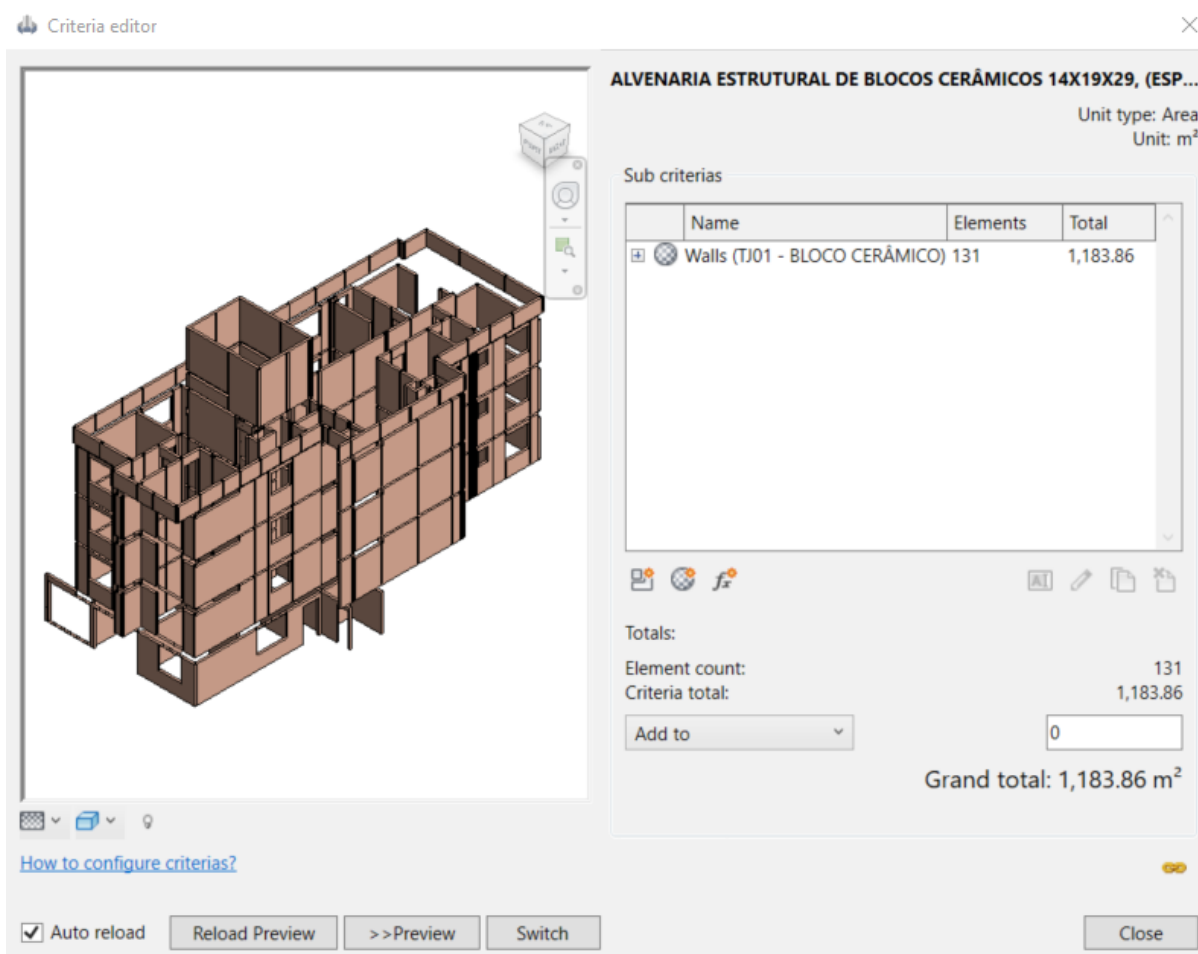 Criteria editor
ALVENARIA ESTRUTURAL DE BLOCOS CERÂMICOS 14X19X29, (ESP...
Unit type: Area
Unit: m²
Sub criterias
Name Elements Total
Walls (TJ01 - BLOCO CERÂMICO) 131 1,183.86
Totals:
Element count: 131
Criteria total: 1,183.86
Add to 0
Grand total: 1,183.86 m²
How to configure criterias?
Auto reload Reload Preview >>Preview Switch Close